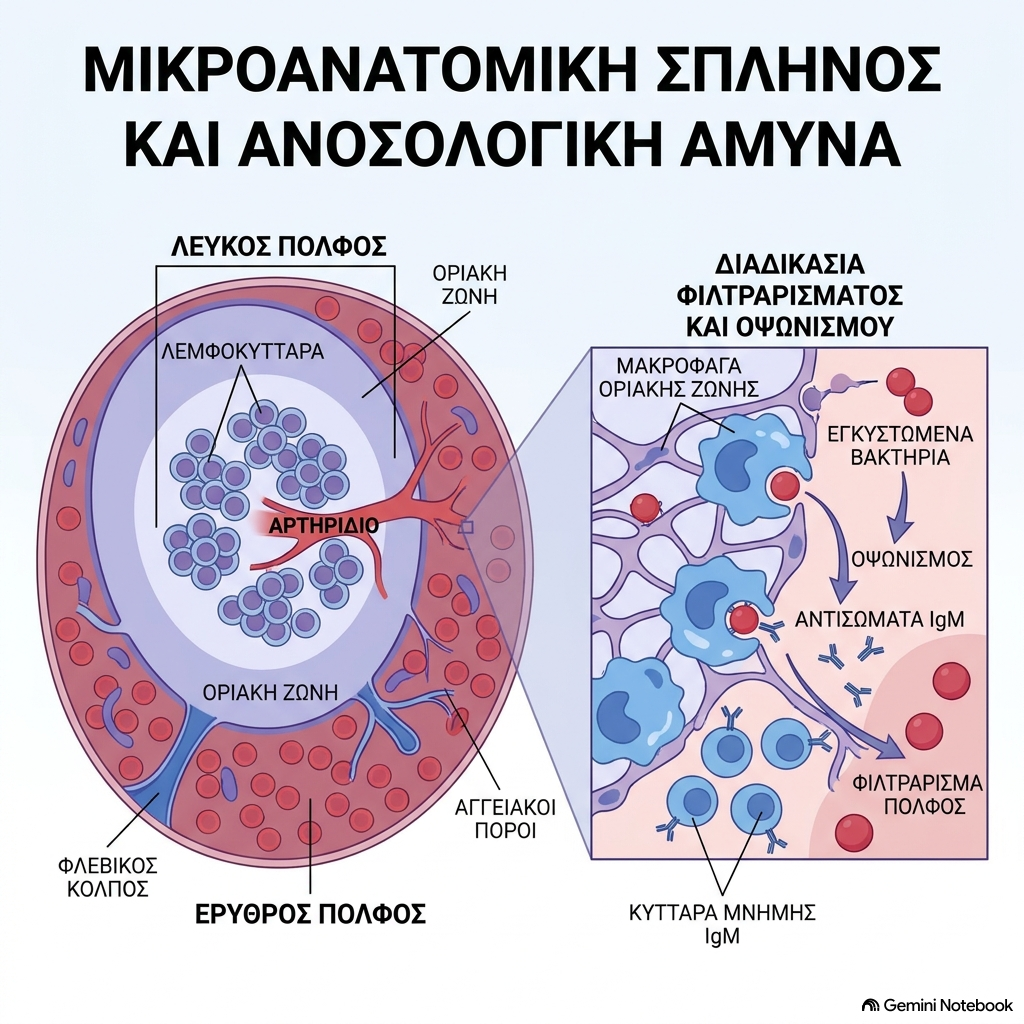 ΜΙΚΡΟΑΝΑΤΟΜΙΚΗ ΣΠΛΗΝΟΣ
ΚΑΙ ΑΝΟΣΟΛΟΓΙΚΗ ΑΜΥΝΑ
ΛΕΥΚΟΣ ΠΟΛΦΟΣ
ΟΡΙΑΚΗ
ΖΩΝΗ
ΛΕΜΦΟΚΥΤΤΑΡΑ
ΑΡΤΗΡΙΔΙΟ
ΟΡΙΑΚΗ ΖΩΝΗ
ΑΓΓΕΙΑΚΟΙ
ΠΟΡΟΙ
ΦΛΕΒΙΚΟΣ
ΚΟΛΠΟΣ
ΕΡΥΘΡΟΣ ΠΟΛΦΟΣ
ΔΙΑΔΙΚΑΣΙΑ
ΦΙΛΤΡΑΡΙΣΜΑΤΟΣ
ΚΑΙ ΟΨΩΝΙΣΜΟΥ
ΜΑΚΡΟΦΑΓΑ
ΟΡΙΑΚΗΣ ΖΩΝΗΣ
ΕΓΚΥΣΤΩΜΕΝΑ
ΒΑΚΤΗΡΙΑ
ΟΨΩΝΙΣΜΟΣ
ΑΝΤΙΣΩΜΑΤΑ IgM
ΦΙΛΤΡΑΡΙΣΜΑ
ΠΟΛΦΟΣ
ΚΥΤΤΑΡΑ ΜΝΗΜΗΣ
IgM
Gemini Notebook